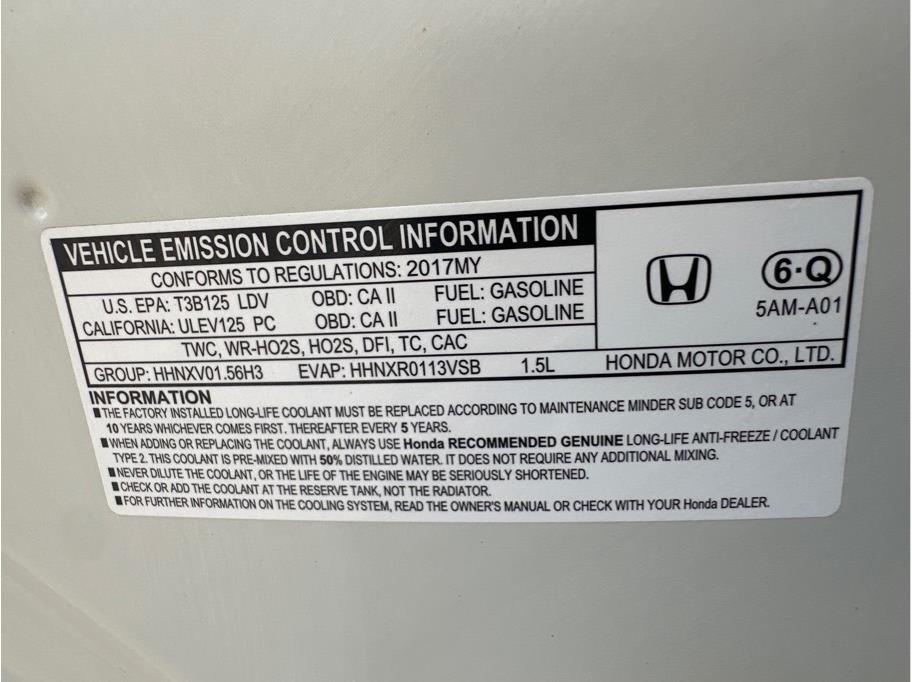 VEHICLE EMISSION CONTROL INFORMATION
CONFORMS TO REGULATIONS: 2017MY
U.S. EPA: T3B125 LDV OBD: CA II FUEL: GASOLINE
CALIFORNIA: ULEV125 PC OBD: CA II FUEL: GASOLINE
TWC, WR-HO2S, HO2S, DFI, TC, CAC
GROUP: HHNXV01.56H3 EVAP: HHNXR0113VSB 1.5L
6·Q
5AM-A01
HONDA MOTOR CO., LTD.
INFORMATION
■THE FACTORY INSTALLED LONG-LIFE COOLANT MUST BE REPLACED ACCORDING TO MAINTENANCE MINDER SUB CODE 5, OR AT
10 YEARS WHICHEVER COMES FIRST. THEREAFTER EVERY 5 YEARS.
■WHEN ADDING OR REPLACING THE COOLANT, ALWAYS USE Honda RECOMMENDED GENUINE LONG-LIFE ANTI-FREEZE / COOLANT
TYPE 2. THIS COOLANT IS PRE-MIXED WITH 50% DISTILLED WATER. IT DOES NOT REQUIRE ANY ADDITIONAL MIXING.
■NEVER DILUTE THE COOLANT, OR THE LIFE OF THE ENGINE MAY BE SERIOUSLY SHORTENED.
■CHECK OR ADD THE COOLANT AT THE RESERVE TANK, NOT THE RADIATOR.
■FOR FURTHER INFORMATION ON THE COOLING SYSTEM, READ THE OWNER'S MANUAL OR CHECK WITH YOUR Honda DEALER.